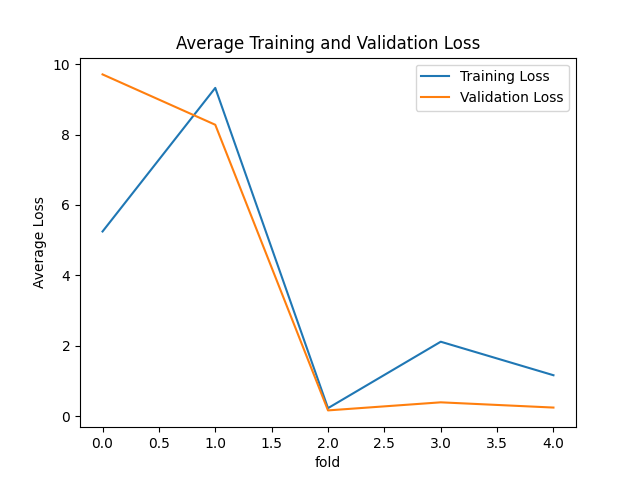 Average Training and Validation Loss
Training Loss
Validation Loss
Average Loss
10
8
6
4
2
0
0.0 0.5 1.0 1.5 2.0 2.5 3.0 3.5 4.0
fold